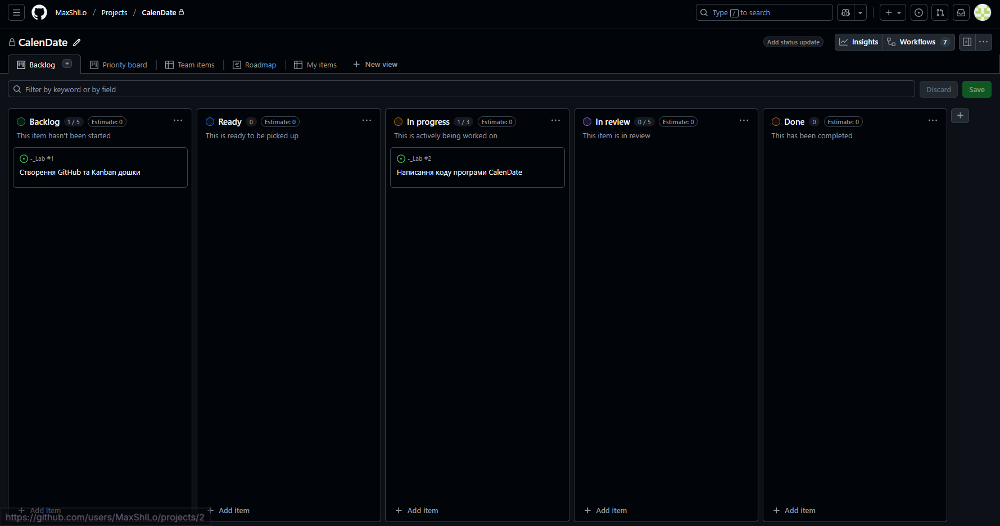 MaxShlLo / Projects / CalenDate
Type / to search
CalenDate
Add status update
Insights
Workflows 7
Backlog
Priority board
Team items
Roadmap
My items
New view
Filter by keyword or by field
Discard
Save
Backlog 1 / 5 Estimate: 0
This item hasn't been started
-_Lab #1
Створення GitHub та Kanban дошки
Add item
Ready 0 Estimate: 0
This is ready to be picked up
Add item
In progress 1 / 3 Estimate: 0
This is actively being worked on
-_Lab #2
Написання коду програми CalenDate
Add item
In review 0 / 5 Estimate: 0
This item is in review
Add item
Done 0 Estimate: 0
This has been completed
Add item
https://github.com/users/MaxShlLo/projects/2